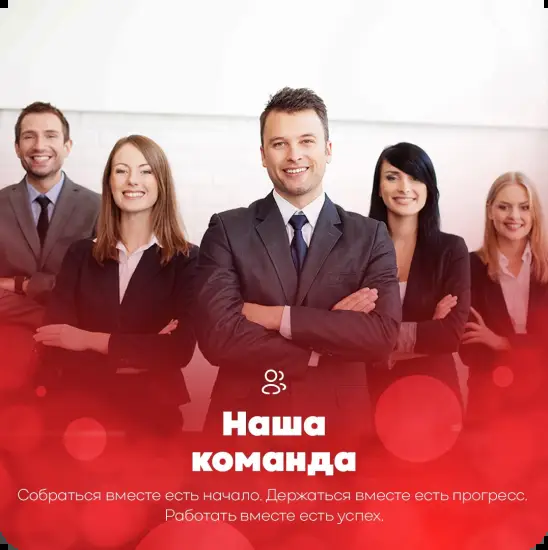 Наша
команда
Собраться вместе есть начало. Держаться вместе есть прогресс.
Работать вместе есть успех.